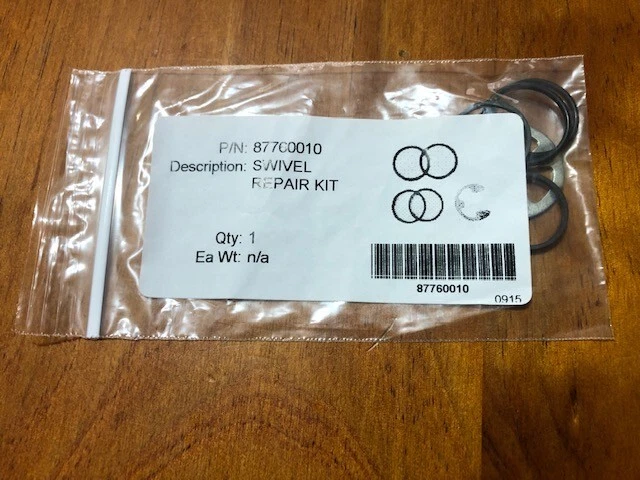 P/N: 87760010
Description: SWIVEL
REPAIR KIT
Qty: 1
Ea Wt: n/a
87760010
0915